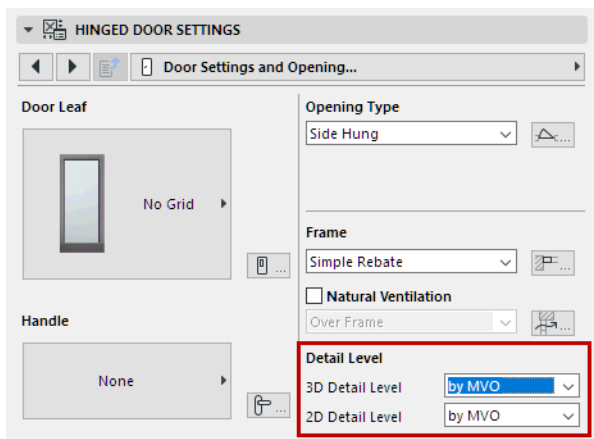 HINGED DOOR SETTINGS
Door Settings and Opening...
Door Leaf
No Grid
...
Handle
None
...
Opening Type
Side Hung
...
Frame
Simple Rebate
...
Natural Ventilation
Over Frame
...
Detail Level
3D Detail Level by MVO
2D Detail Level by MVO